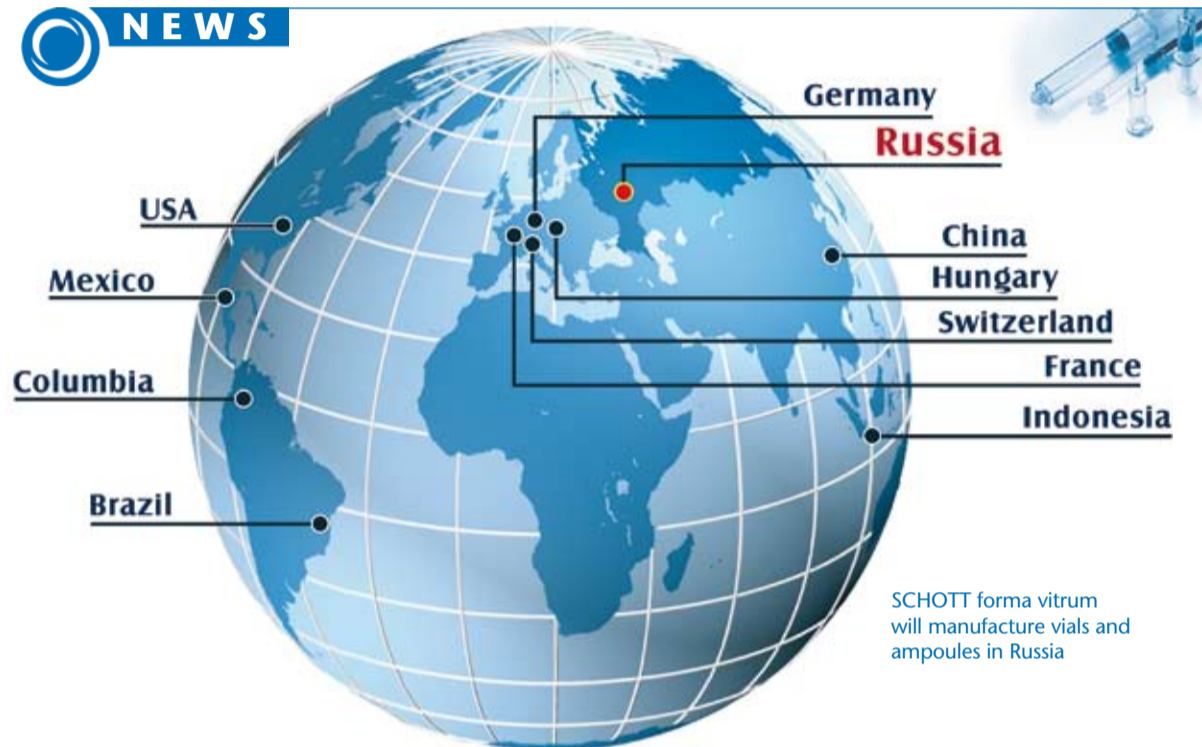 NEWS
Germany
Russia
USA
China
Mexico
Hungary
Switzerland
France
Columbia
Indonesia
Brazil
SCHOTT forma vitrum
will manufacture vials and
ampoules in Russia